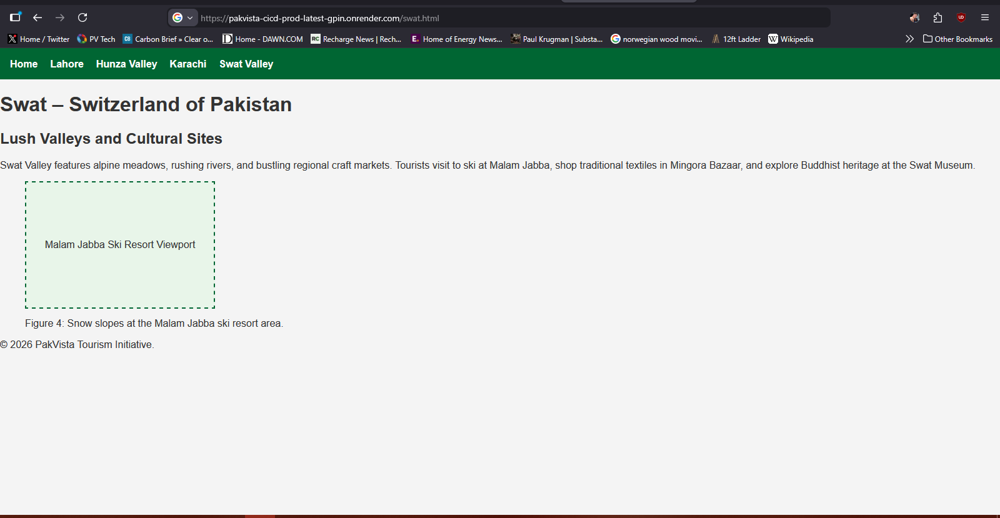 https://pakvista-cicd-prod-latest-gpin.onrender.com/swat.html
Home / Twitter PV Tech CB Carbon Brief » Clear o... Home - DAWN.COM RC Recharge News | Rech... E. Home of Energy News... Paul Krugman | Substa... norwegian wood movi... 12ft Ladder W Wikipedia Other Bookmarks
Home Lahore Hunza Valley Karachi Swat Valley
Swat – Switzerland of Pakistan
Lush Valleys and Cultural Sites
Swat Valley features alpine meadows, rushing rivers, and bustling regional craft markets. Tourists visit to ski at Malam Jabba, shop traditional textiles in Mingora Bazaar, and explore Buddhist heritage at the Swat Museum.
Malam Jabba Ski Resort Viewport
Figure 4: Snow slopes at the Malam Jabba ski resort area.
© 2026 PakVista Tourism Initiative.